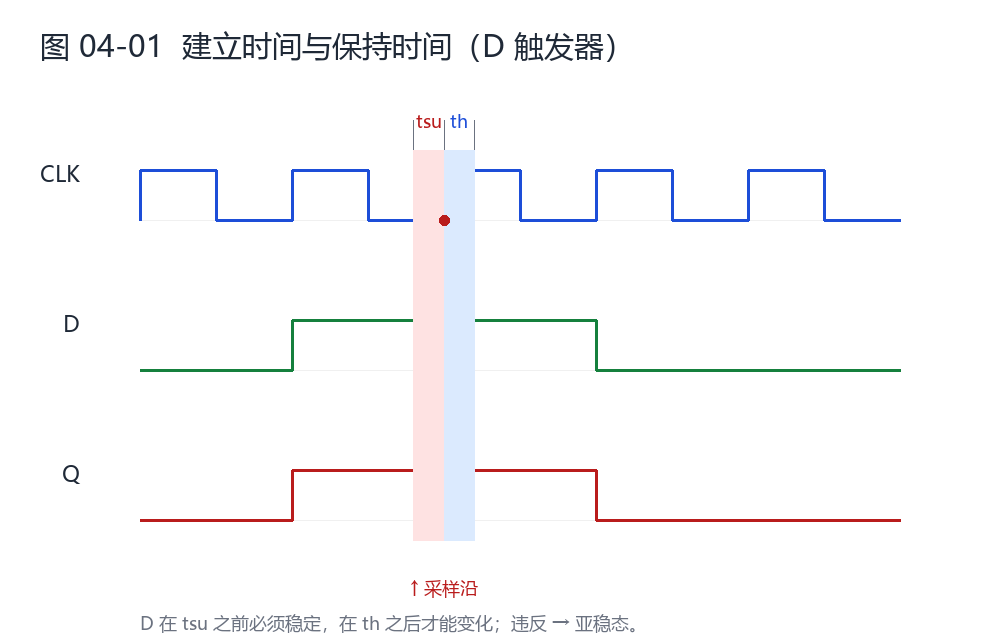 图 04-01 建立时间与保持时间（D 触发器）
tsu th
CLK
D
Q
↑ 采样沿
D 在 tsu 之前必须稳定，在 th 之后才能变化；违反 → 亚稳态。